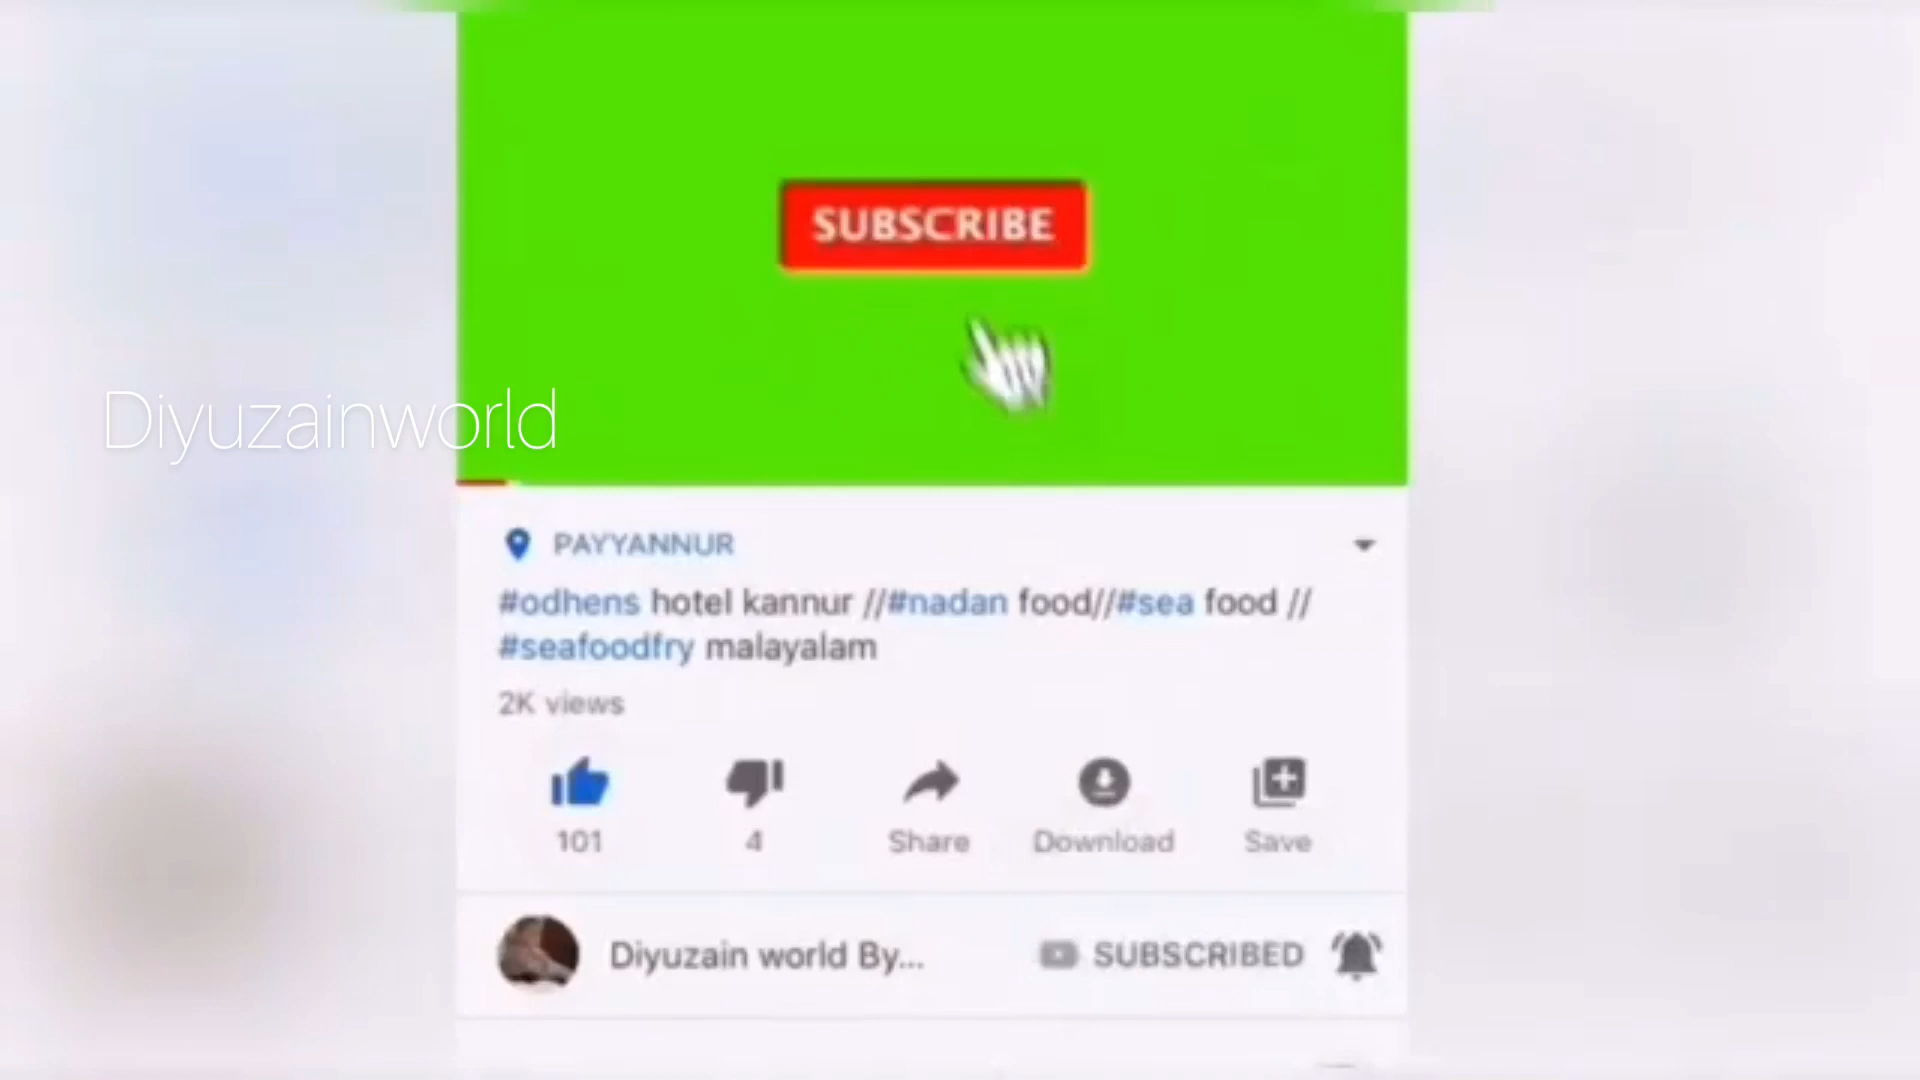 SUBSCRIBE
Diyuzainworld
PAYYANNUR
#odhens hotel kannur //#nadan food//#sea food //
#seafoodfry malayalam
2K views
101
4
Share
Download
Save
Diyuzain world By...
SUBSCRIBED